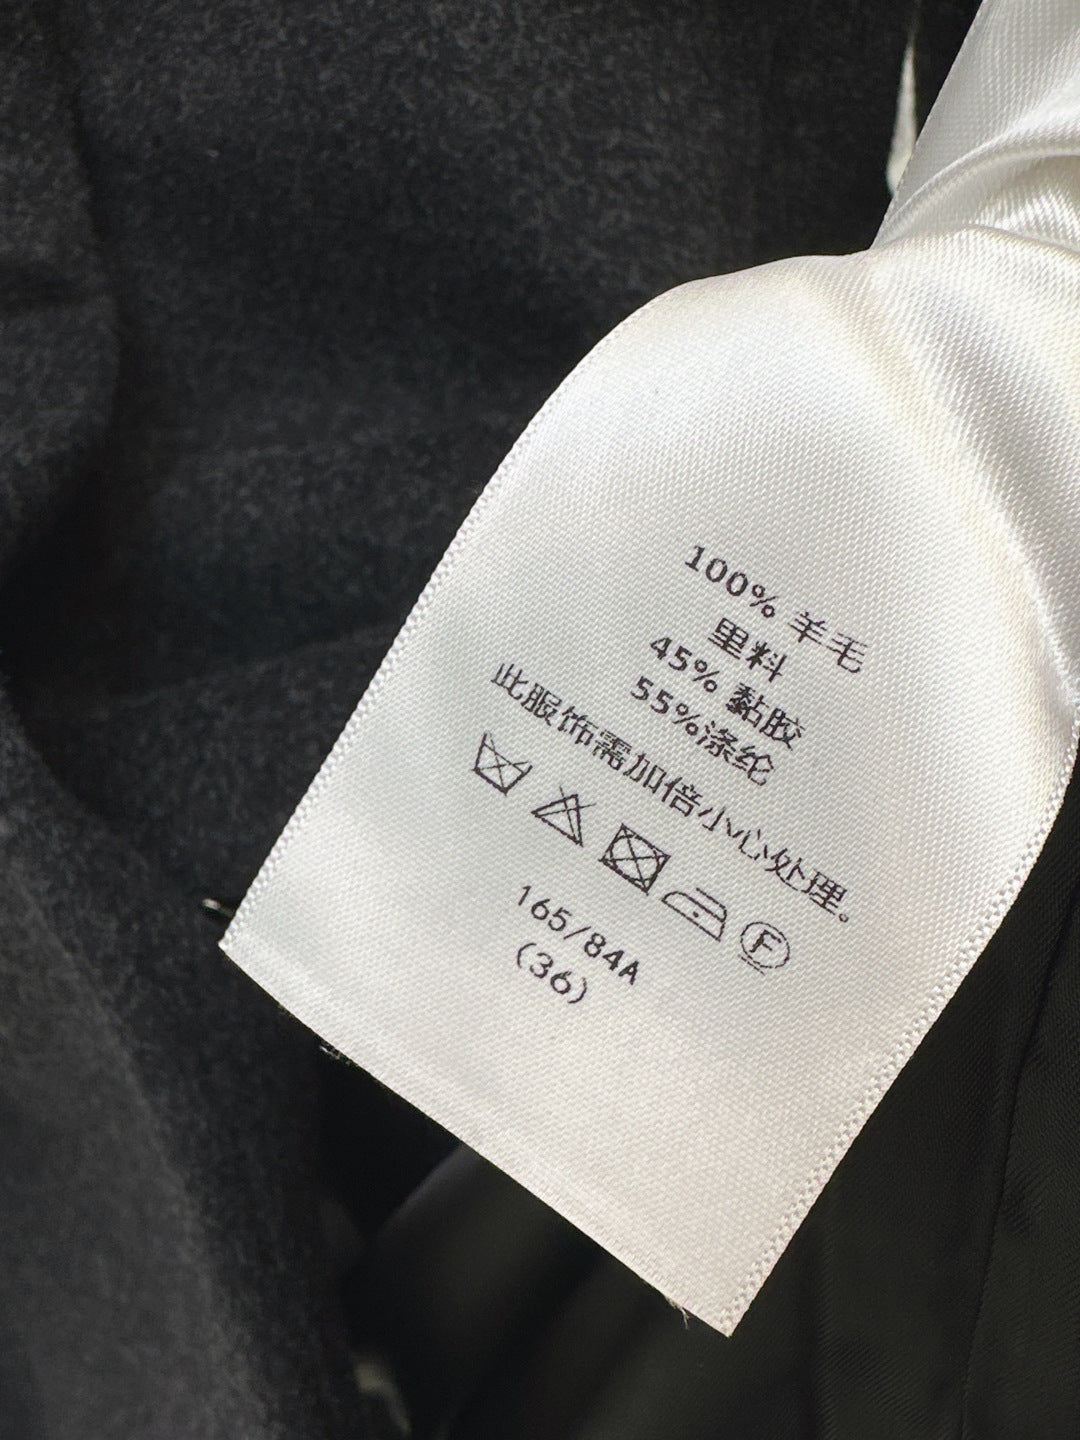 100% 羊毛
里料
45% 黏胶
55%涤纶
此服饰需加倍小心处理。
F
165/84A
(36)